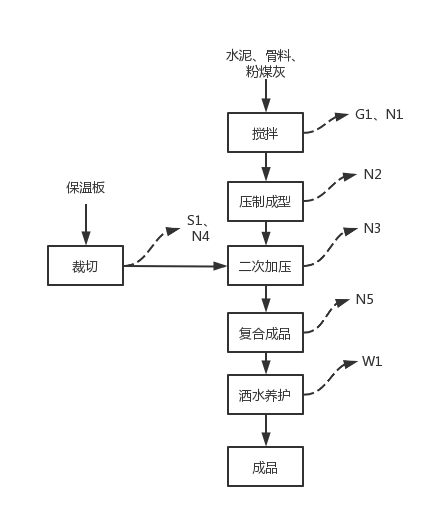 水泥、骨料、
粉煤灰
搅拌
G1、N1
压制成型
N2
保温板
S1、
N4
N3
裁切
二次加压
N5
复合成品
W1
洒水养护
成品